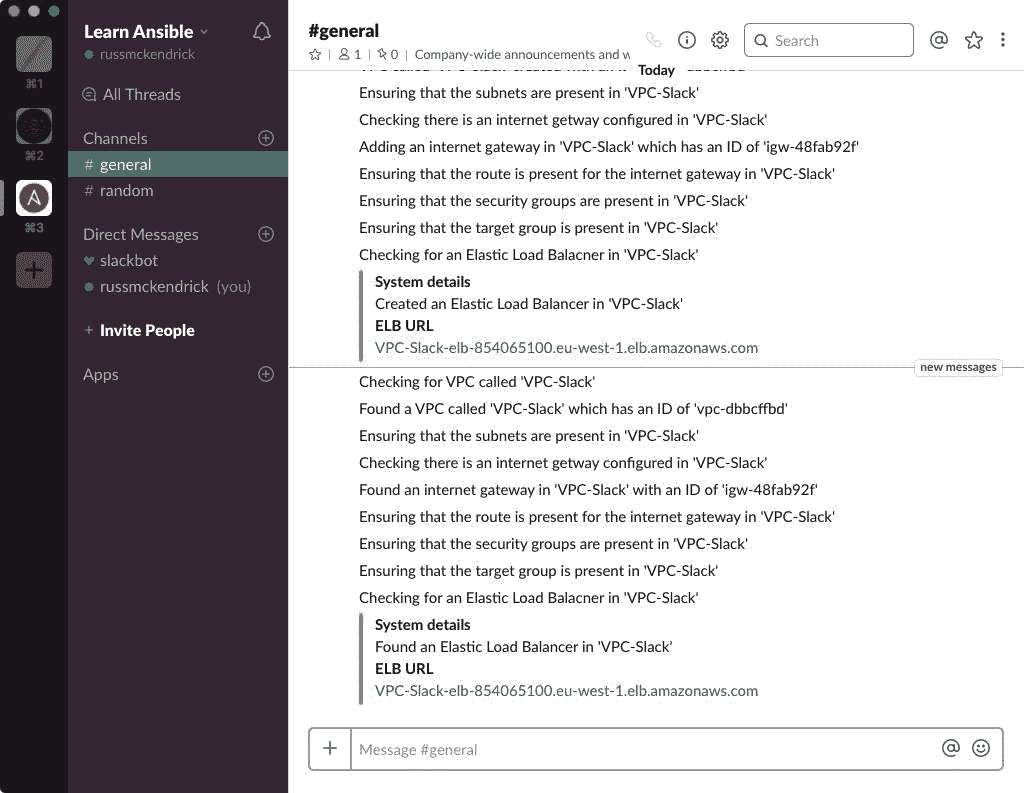 Learn Ansible
russmckendrick
⌘1
⌘2
⌘3
All Threads
Channels
# general
# random
Direct Messages
slackbot
russmckendrick (you)
+ Invite People
Apps
#general
1 | 0 | Company-wide announcements and w
Search
Today
Ensuring that the subnets are present in 'VPC-Slack'
Checking there is an internet getway configured in 'VPC-Slack'
Adding an internet gateway in 'VPC-Slack' which has an ID of 'igw-48fab92f'
Ensuring that the route is present for the internet gateway in 'VPC-Slack'
Ensuring that the security groups are present in 'VPC-Slack'
Ensuring that the target group is present in 'VPC-Slack'
Checking for an Elastic Load Balacner in 'VPC-Slack'
System details
Created an Elastic Load Balancer in 'VPC-Slack'
ELB URL
VPC-Slack-elb-854065100.eu-west-1.elb.amazonaws.com
new messages
Checking for VPC called 'VPC-Slack'
Found a VPC called 'VPC-Slack' which has an ID of 'vpc-dbbcffbd'
Ensuring that the subnets are present in 'VPC-Slack'
Checking there is an internet getway configured in 'VPC-Slack'
Found an internet gateway in 'VPC-Slack' with an ID of 'igw-48fab92f'
Ensuring that the route is present for the internet gateway in 'VPC-Slack'
Ensuring that the security groups are present in 'VPC-Slack'
Ensuring that the target group is present in 'VPC-Slack'
Checking for an Elastic Load Balacner in 'VPC-Slack'
System details
Found an Elastic Load Balancer in 'VPC-Slack'
ELB URL
VPC-Slack-elb-854065100.eu-west-1.elb.amazonaws.com
Message #general